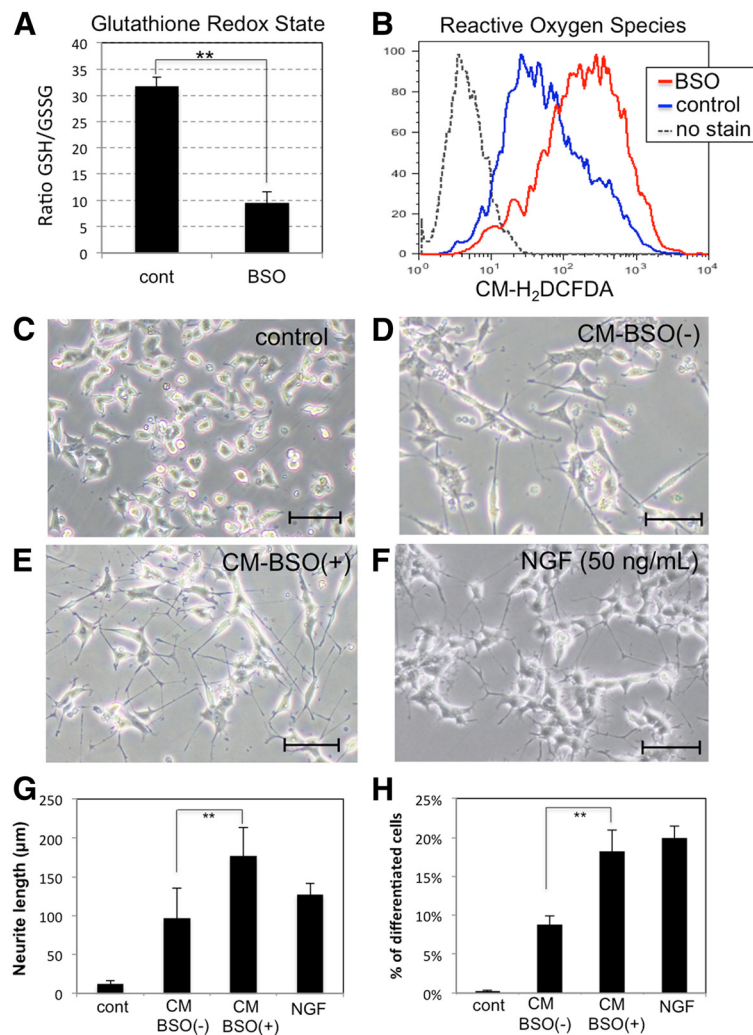 A Glutathione Redox State
Ratio GSH/GSSG
40
35
30
25
20
15
10
5
0
**
cont BSO
B Reactive Oxygen Species
100
80
60
40
20
0
BSO
control
no stain
10⁰ 10¹ 10² 10³ 10⁴
CM-H₂DCFDA
C control
D CM-BSO(-)
E CM-BSO(+)
F NGF (50 ng/mL)
G
Neurite length (µm)
250
200
150
100
50
0
**
cont CM BSO(-) CM BSO(+) NGF
H
% of differentiated cells
25%
20%
15%
10%
5%
0%
**
cont CM BSO(-) CM BSO(+) NGF